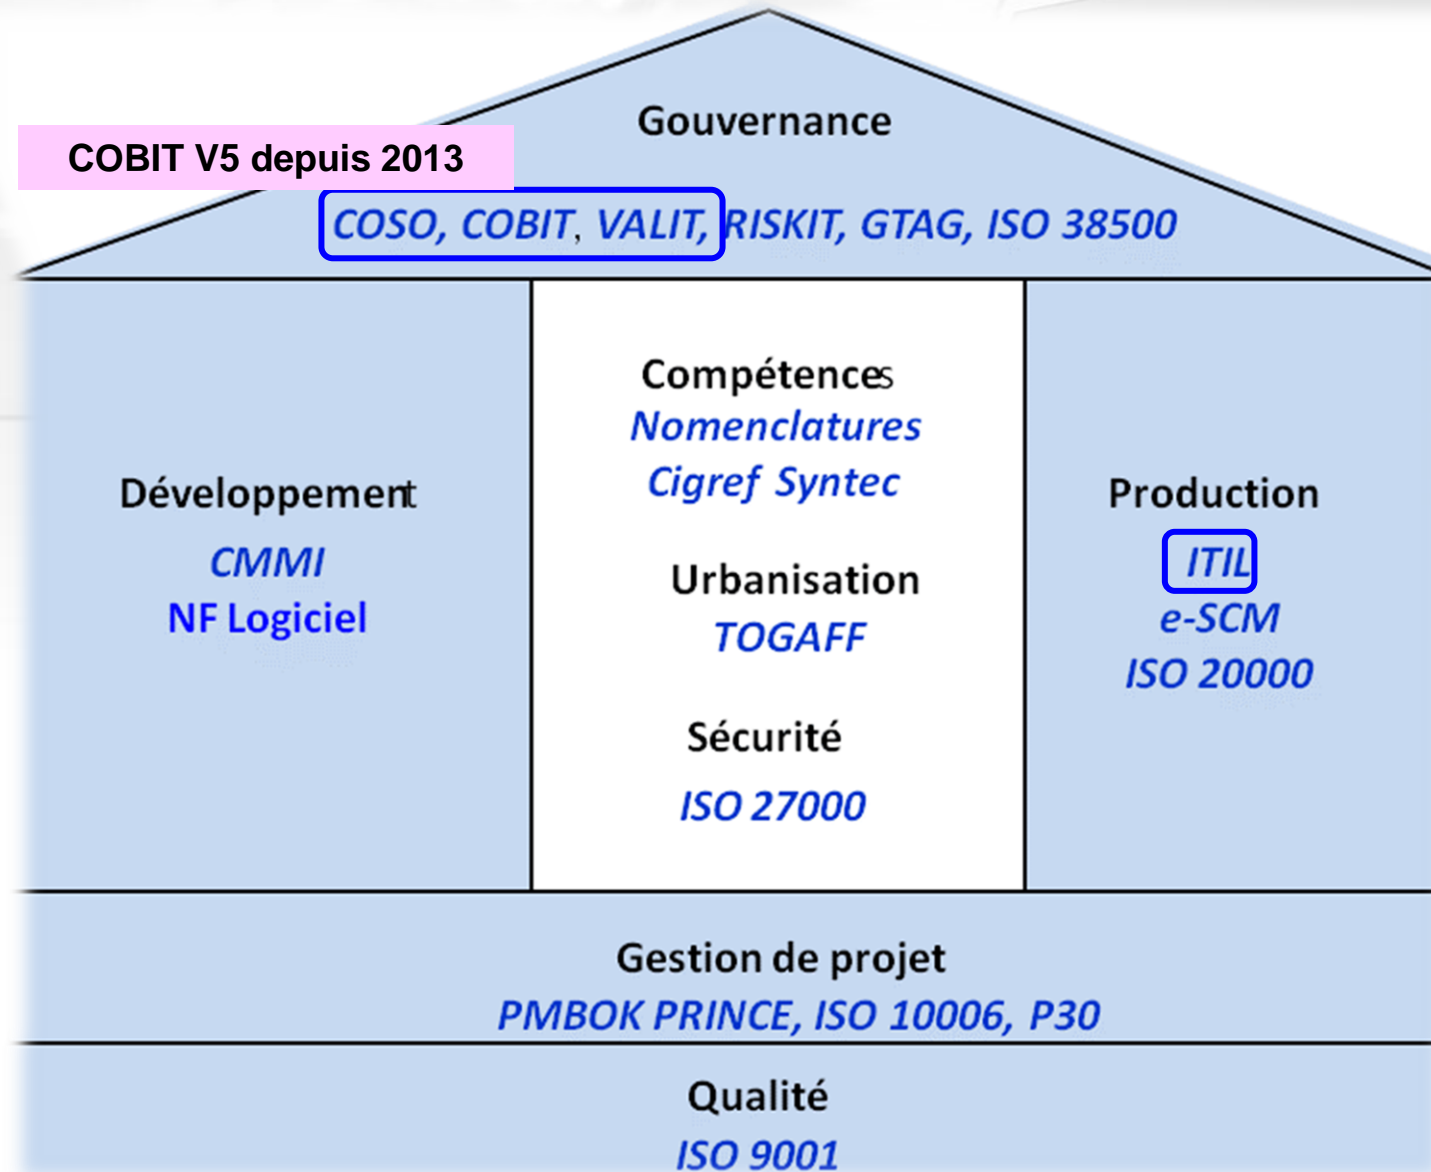 Gouvernance
COBIT V5 depuis 2013
COSO, COBIT, VALIT, RISKIT, GTAG, ISO 38500
Développement
CMMI
NF Logiciel
Compétences
Nomenclatures
Cigref Syntec
Urbanisation
TOGAFF
Sécurité
ISO 27000
Production
ITIL
e-SCM
ISO 20000
Gestion de projet
PMBOK PRINCE, ISO 10006, P30
Qualité
ISO 9001